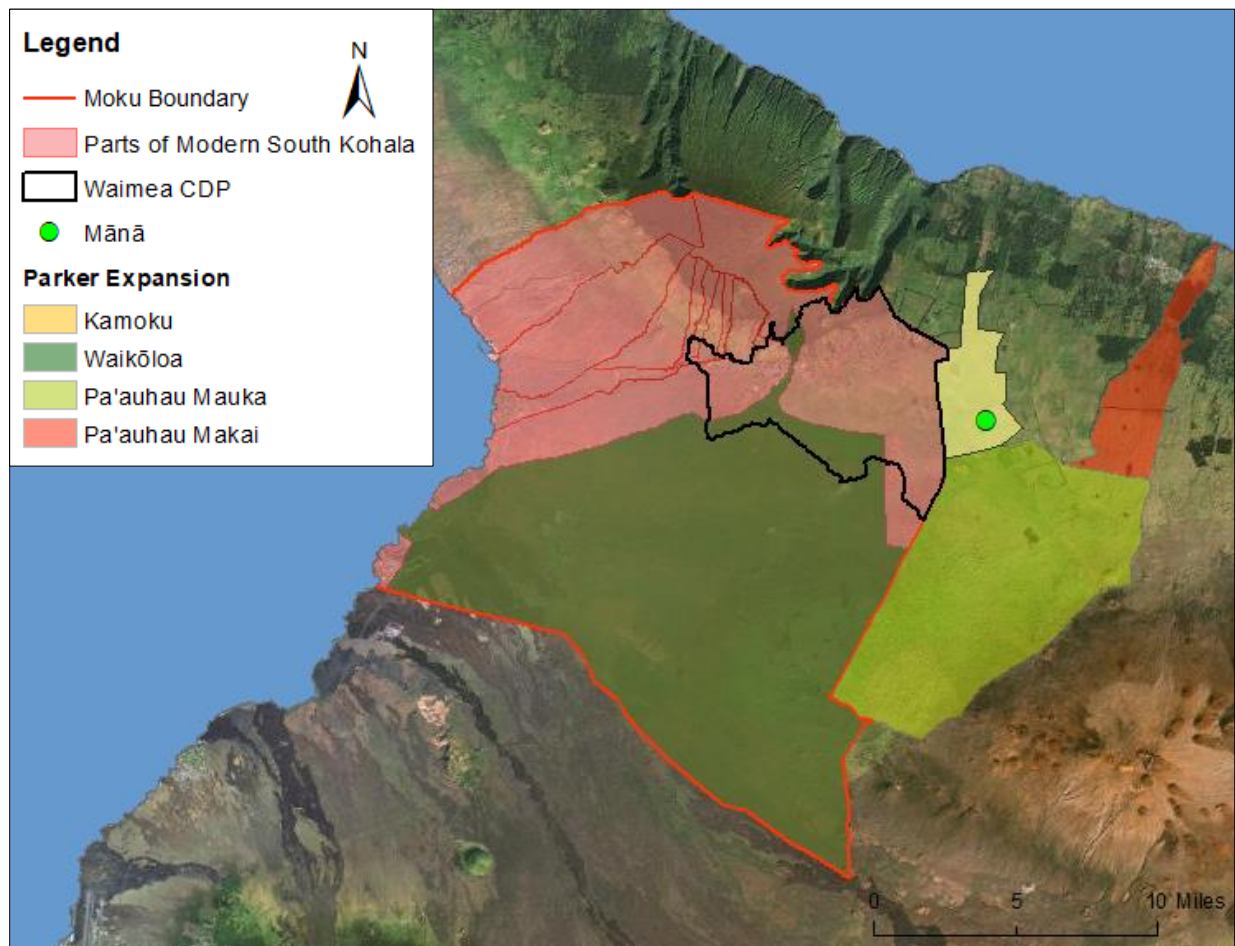 Legend
N
Moku Boundary
Parts of Modern South Kohala
Waimea CDP
Mānā
Parker Expansion
Kamoku
Waikōloa
Pa'auhau Mauka
Pa'auhau Makai
0 5 10 Miles